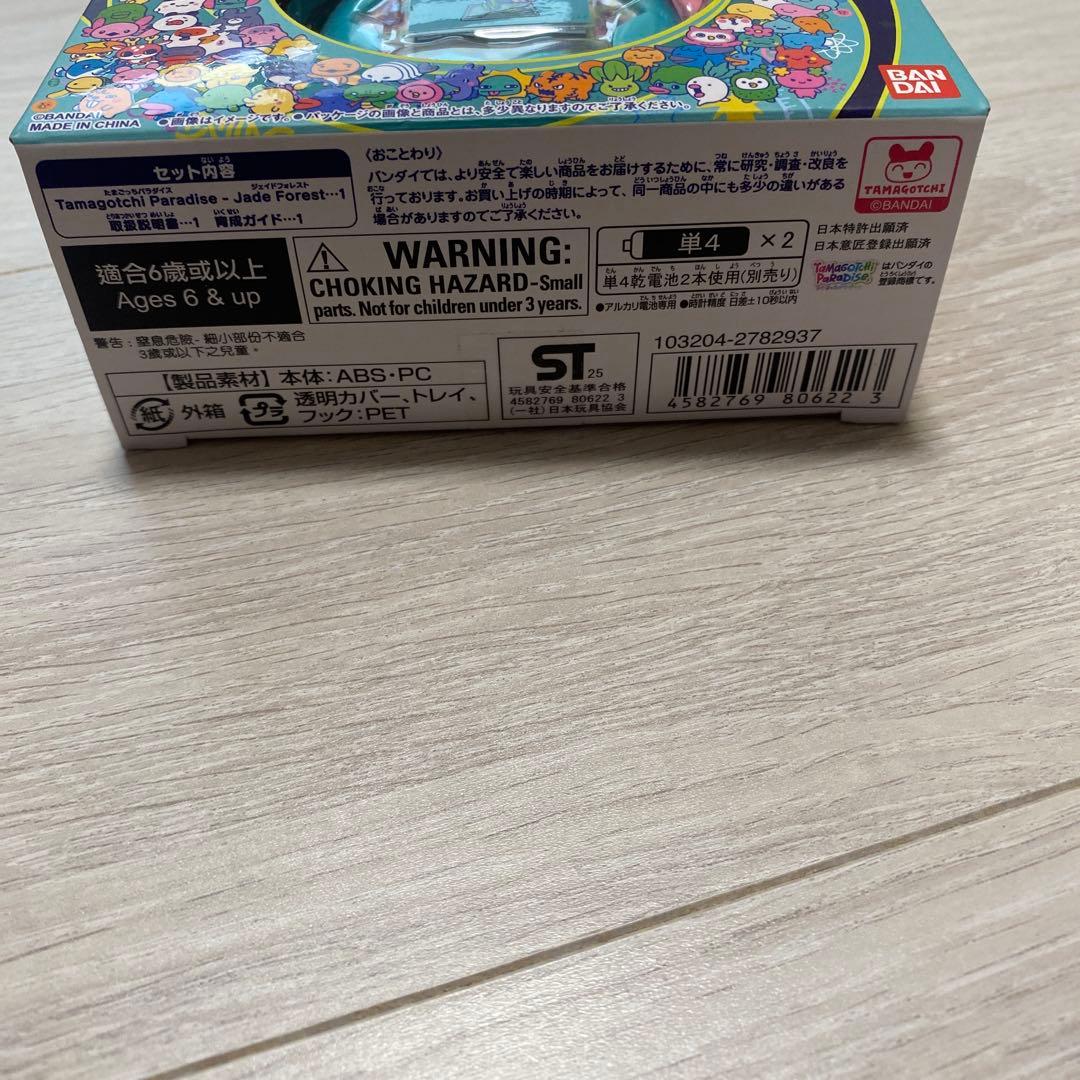 ©BANDAI
MADE IN CHINA
●画像はイメージです。●パッケージの画像と商品とは、多少異なりますのでご了承ください。
BAN
DAI
セット内容
Tamagotchi Paradise - Jade Forest…1
取扱説明書…1 育成ガイド…1
〈おことわり〉
バンダイでは、より安全で楽しい商品をお届けするために、常に研究・調査・改良を
行っております。お買い上げの時期によって、同一商品の中にも多少の違いがある
場合がありますのでご了承ください。
TAMAGOTCHI
©BANDAI
適合6歳或以上
Ages 6 & up
WARNING:
CHOKING HAZARD-Small
parts. Not for children under 3 years.
単4 ×2
単4乾電池2本使用(別売り)
●アルカリ電池専用 ●時計精度 日差±10秒以内
日本特許出願済
日本意匠登録出願済
TAMAGOTCHI PARADISE はバンダイの
登録商標です。
警告:窒息危險-細小部份不適合
3歲或以下之兒童。
【製品素材】本体:ABS・PC
紙 外箱 プラ 透明カバー、トレイ、
フック:PET
ST 25
玩具安全基準合格
4582769 80622 3
(一社)日本玩具協会
103204-2782937
4582769 80622 3